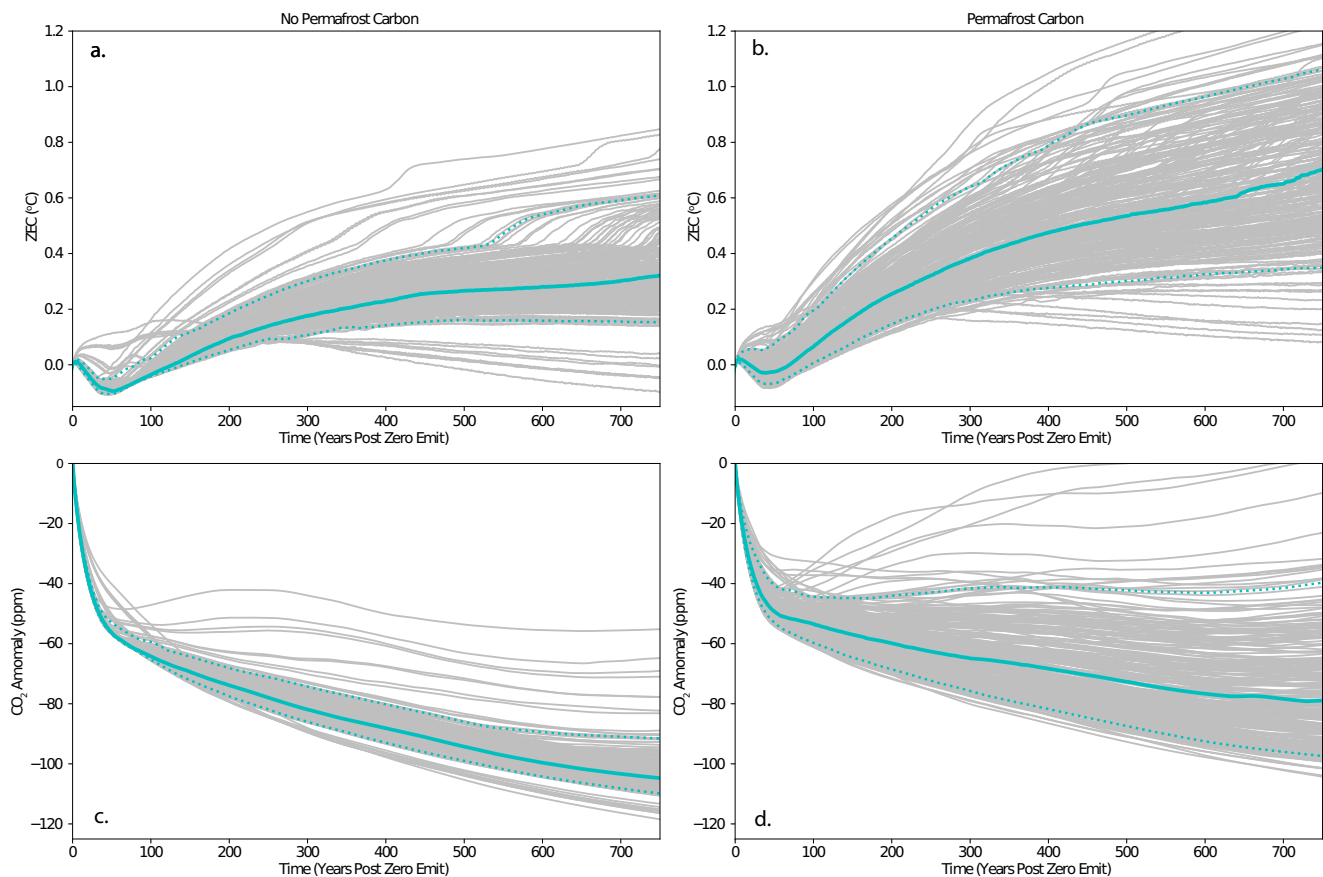 No Permafrost Carbon
a.
1.2
1.0
0.8
0.6
0.4
0.2
0.0
ZEC (°C)
0 100 200 300 400 500 600 700
Time (Years Post Zero Emit)
Permafrost Carbon
b.
1.2
1.0
0.8
0.6
0.4
0.2
0.0
ZEC (°C)
0 100 200 300 400 500 600 700
Time (Years Post Zero Emit)
0
−20
−40
−60
−80
−100
−120
CO₂ Anomaly (ppm)
c.
0 100 200 300 400 500 600 700
Time (Years Post Zero Emit)
0
−20
−40
−60
−80
−100
−120
CO₂ Anomaly (ppm)
d.
0 100 200 300 400 500 600 700
Time (Years Post Zero Emit)